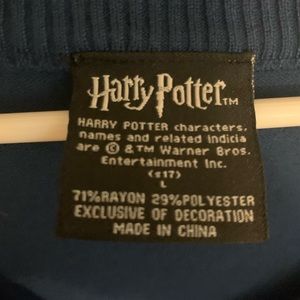 Harry Potter™
HARRY POTTER characters,
names and related indicia
are © & ™ Warner Bros.
Entertainment Inc.
(s17)
L
71%RAYON 29%POLYESTER
EXCLUSIVE OF DECORATION
MADE IN CHINA